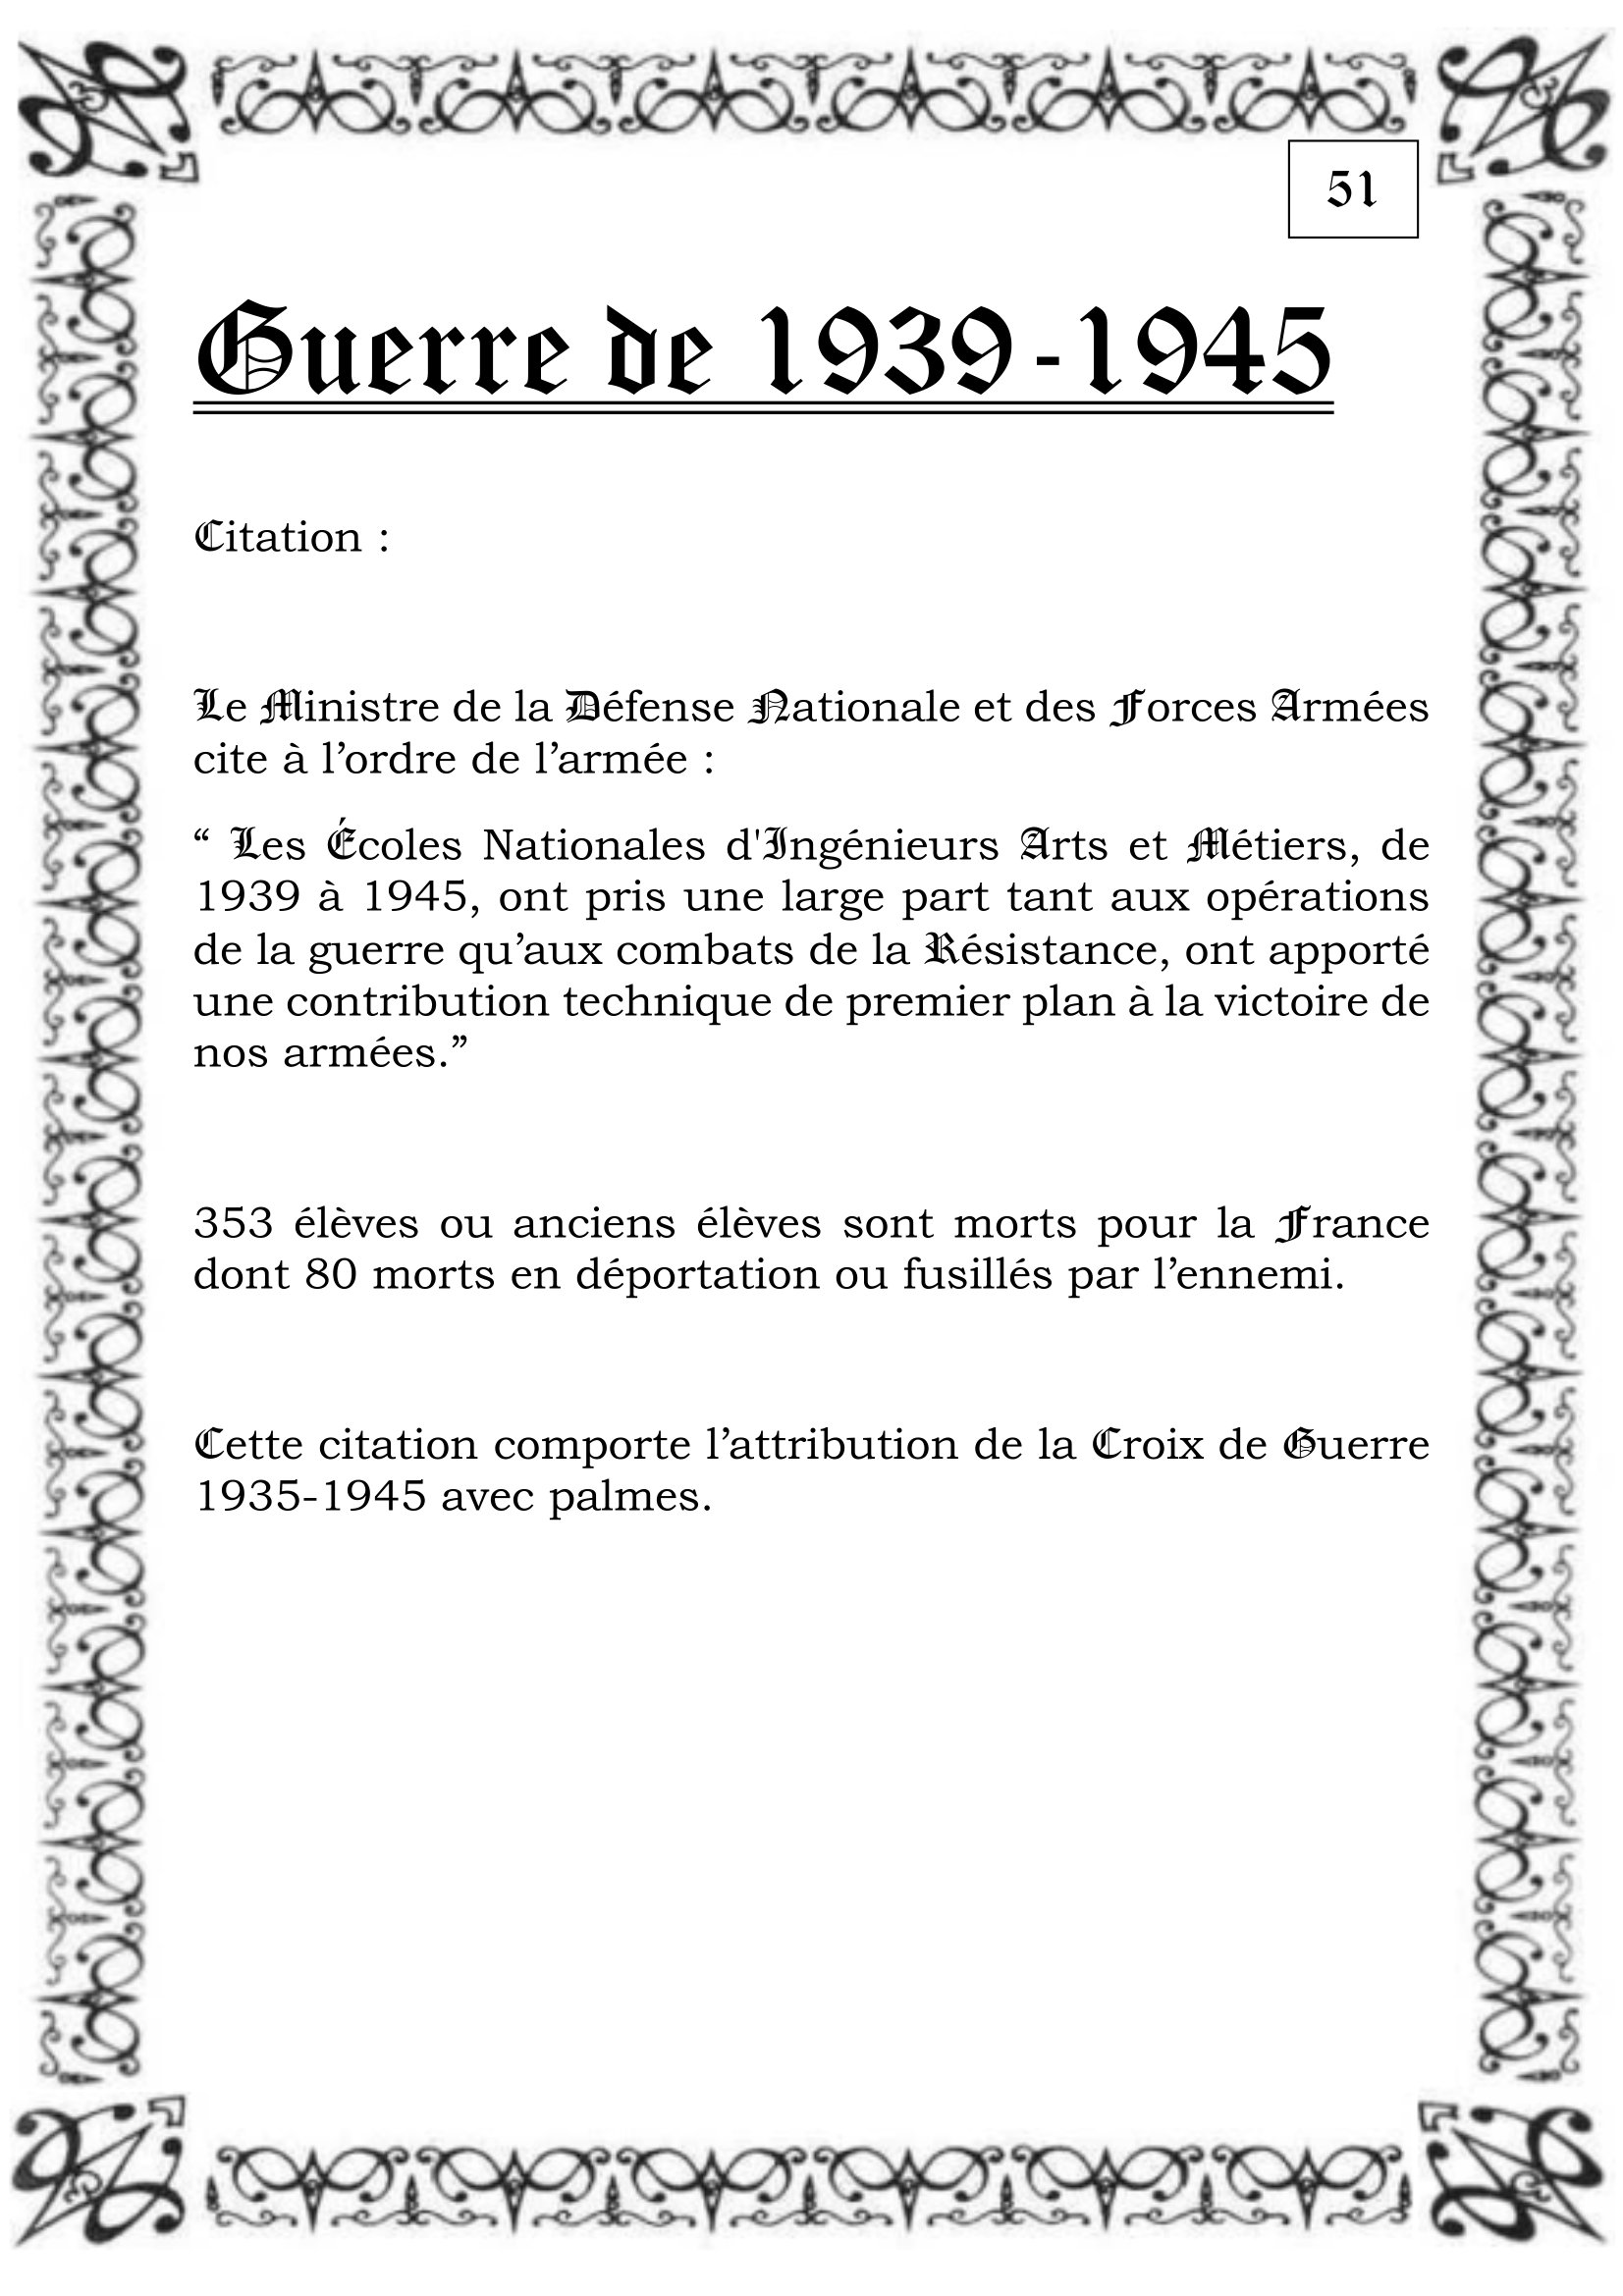 51
Guerre de 1939-1945
Citation :
Le Ministre de la Défense Nationale et des Forces Armées
cite à l’ordre de l’armée :
“ Les Écoles Nationales d'Ingénieurs Arts et Métiers, de
1939 à 1945, ont pris une large part tant aux opérations
de la guerre qu’aux combats de la Résistance, ont apporté
une contribution technique de premier plan à la victoire de
nos armées.”
353 élèves ou anciens élèves sont morts pour la France
dont 80 morts en déportation ou fusillés par l’ennemi.
Cette citation comporte l’attribution de la Croix de Guerre
1935-1945 avec palmes.